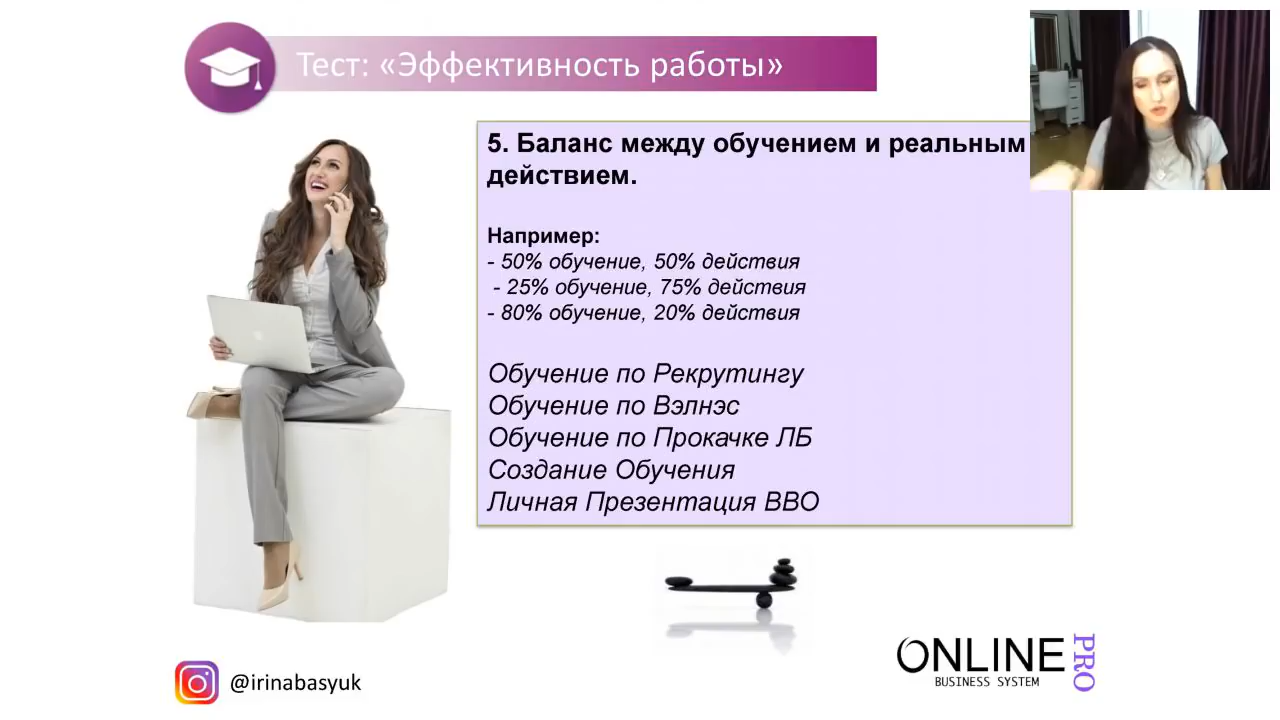 Тест: «Эффективность работы»
5. Баланс между обучением и реальным
действием.
Например:
- 50% обучение, 50% действия
- 25% обучение, 75% действия
- 80% обучение, 20% действия
Обучение по Рекрутингу
Обучение по Вэлнэс
Обучение по Прокачке ЛБ
Создание Обучения
Личная Презентация ВВО
@irinabasyuk
ONLINE
BUSINESS SYSTEM
PRO